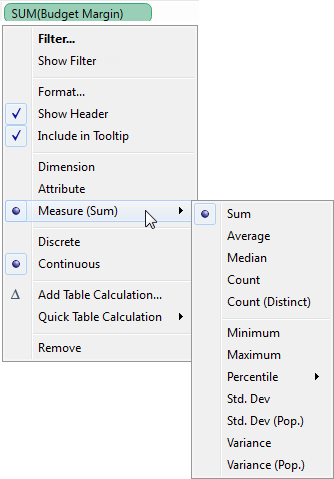 SUM(Budget Margin)
Filter...
Show Filter
Format...
Show Header
Include in Tooltip
Dimension
Attribute
Measure (Sum)
Discrete
Continuous
Δ Add Table Calculation...
Quick Table Calculation
Remove
Sum
Average
Median
Count
Count (Distinct)
Minimum
Maximum
Percentile
Std. Dev
Std. Dev (Pop.)
Variance
Variance (Pop.)